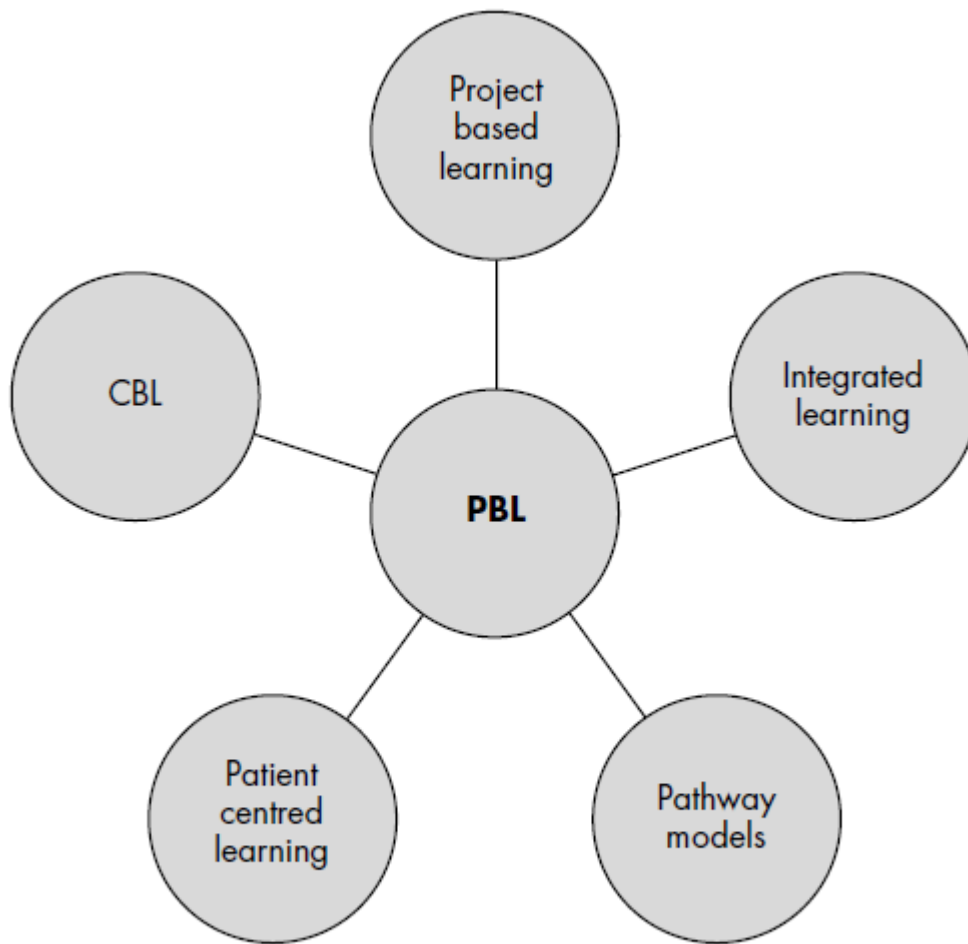 Project
based
learning
CBL
Integrated
learning
PBL
Patient
centred
learning
Pathway
models